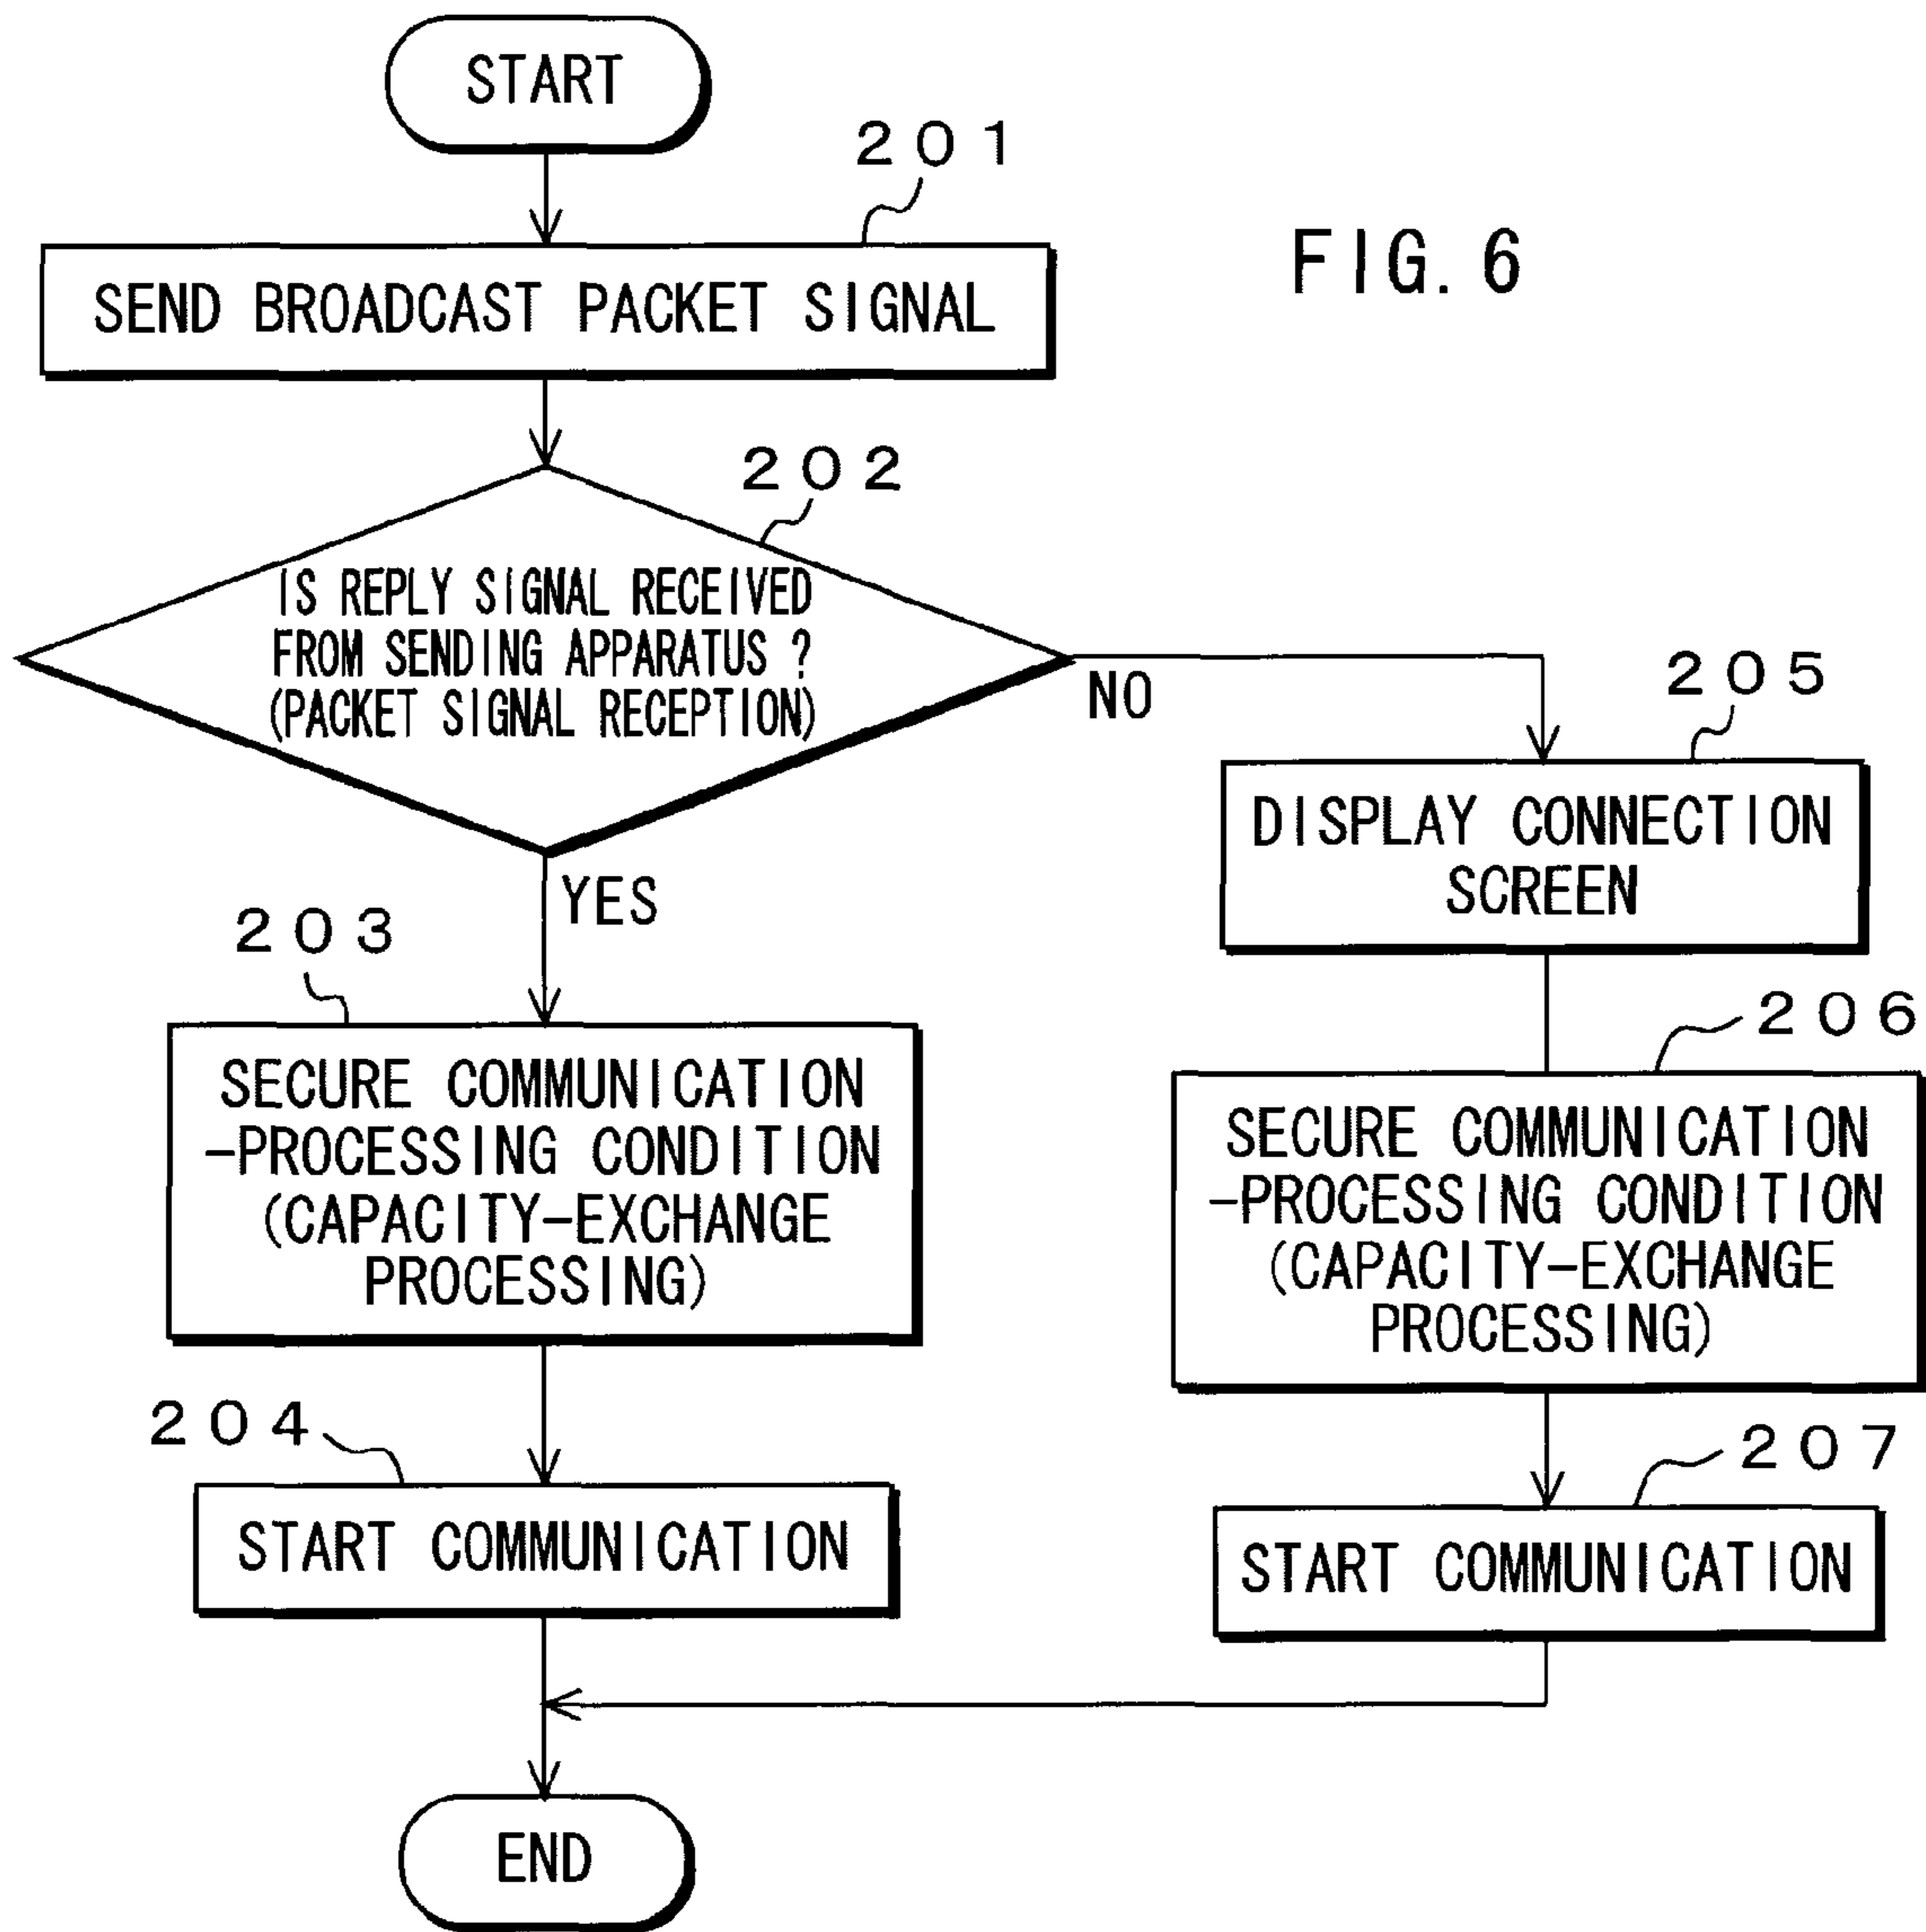 START
201
FIG. 6
SEND BROADCAST PACKET SIGNAL
202
IS REPLY SIGNAL RECEIVED
FROM SENDING APPARATUS ?
(PACKET SIGNAL RECEPTION)
NO
YES
203
SECURE COMMUNICATION
-PROCESSING CONDITION
(CAPACITY-EXCHANGE
PROCESSING)
204
START COMMUNICATION
205
DISPLAY CONNECTION
SCREEN
206
SECURE COMMUNICATION
-PROCESSING CONDITION
(CAPACITY-EXCHANGE
PROCESSING)
207
START COMMUNICATION
END